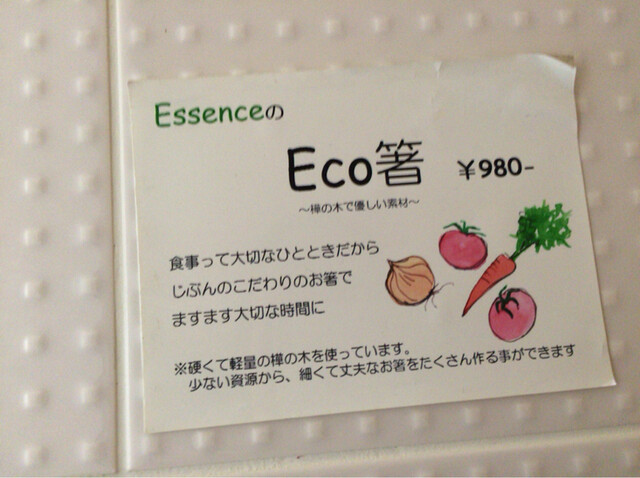 Essenceの
Eco箸 ¥980-
～樺の木で優しい素材～
食事って大切なひとときだから
じぶんのこだわりのお箸で
ますます大切な時間に
※硬くて軽量の樺の木を使っています。
少ない資源から、細くて丈夫なお箸をたくさん作る事ができます